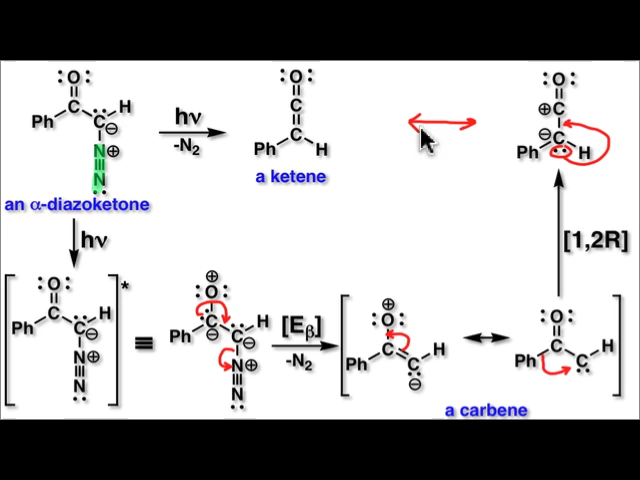 :O:
Ph C C H
N
N
an α-diazoketone
hν
-N2
:O:
C
Ph C H
a ketene
:O:
C
Ph C H
hν
[1,2R]
:O:
Ph C C H
N
N
*
≡
:O:
Ph C C H
N
N
[Eβ]
-N2
:O:
Ph C C H
:O:
Ph C C H
a carbene